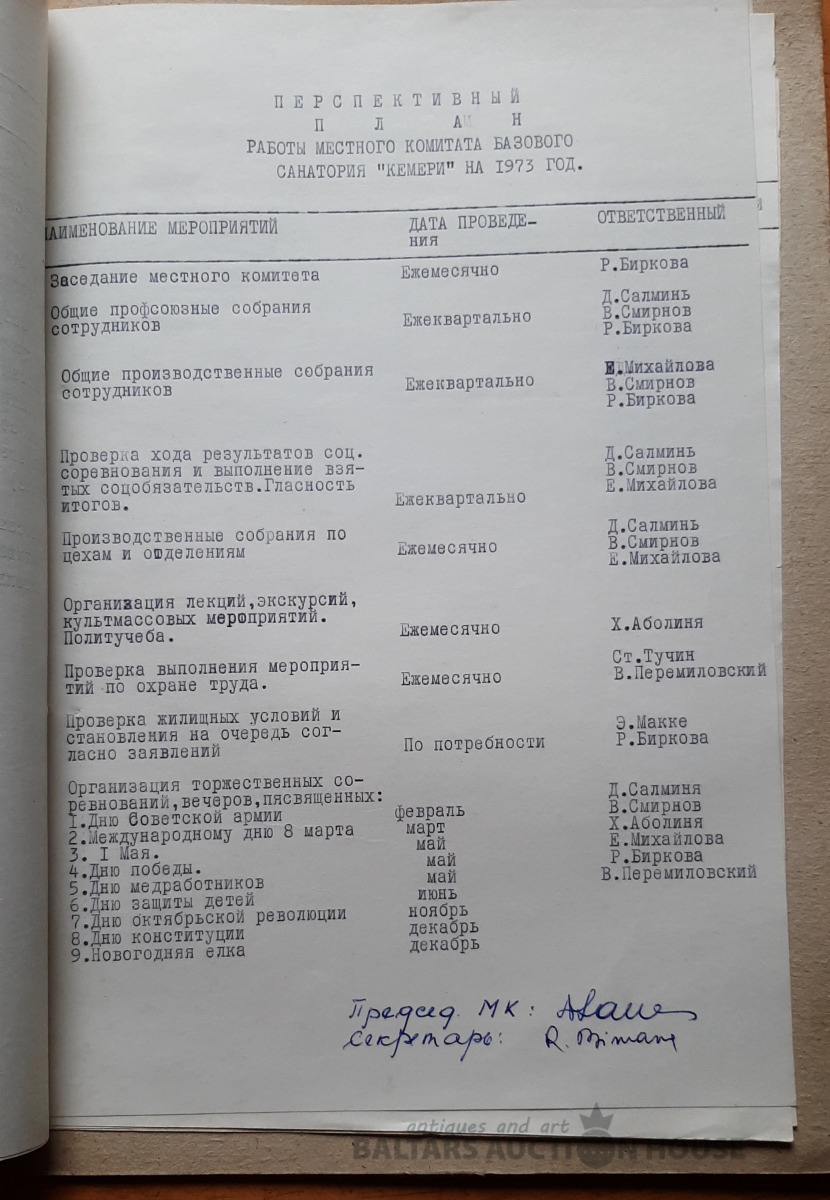 П Е Р С П Е К Т И В Н Ы Й
П Л А Н
РАБОТЫ МЕСТНОГО КОМИТАТА БАЗОВОГО
САНАТОРИЯ "КЕМЕРИ" НА 1973 ГОД.
НАИМЕНОВАНИЕ МЕРОПРИЯТИЙ ДАТА ПРОВЕДЕ- ОТВЕТСТВЕННЫЙ
НИЯ
Заседание местного комитета Ежемесячно Р.Биркова
Общие профсоюзные собрания Д.Салминь
сотрудников Ежеквартально В.Смирнов
Р.Биркова
Общие производственные собрания Е.Михайлова
сотрудников Ежеквартально В.Смирнов
Р.Биркова
Проверка хода результатов соц. Д.Салминь
соревнования и выполнение взя- В.Смирнов
тых соцобязательств.Гласность Е.Михайлова
итогов. Ежеквартально
Производственные собрания по Д.Салминь
цехам и отделениям Ежемесячно В.Смирнов
Е.Михайлова
Организация лекций,экскурсий,
культмассовых мероприятий. Х.Аболиня
Политучеба. Ежемесячно
Проверка выполнения мероприя- Ст.Тучин
тий по охране труда. Ежемесячно В.Перемиловский
Проверка жилищных условий и Э.Макке
становления на очередь сог- Р.Биркова
ласно заявлений По потребности
Организация торжественных со- Д.Салминя
ревнований,вечеров,пясвященных: В.Смирнов
1.Дню Советской армии февраль Х.Аболиня
2.Международному дню 8 марта март Е.Михайлова
3. I Мая. май Р.Биркова
4.Дню победы. май В.Перемиловский
5.Дню медработников май
6.Дню защиты детей июнь
7.Дню октябрьской революции ноябрь
8.Дню конституции декабрь
9.Новогодняя елка декабрь
Председ. МК:
Секретарь: R.
antiques and art
BALTARS AUCTION HOUSE